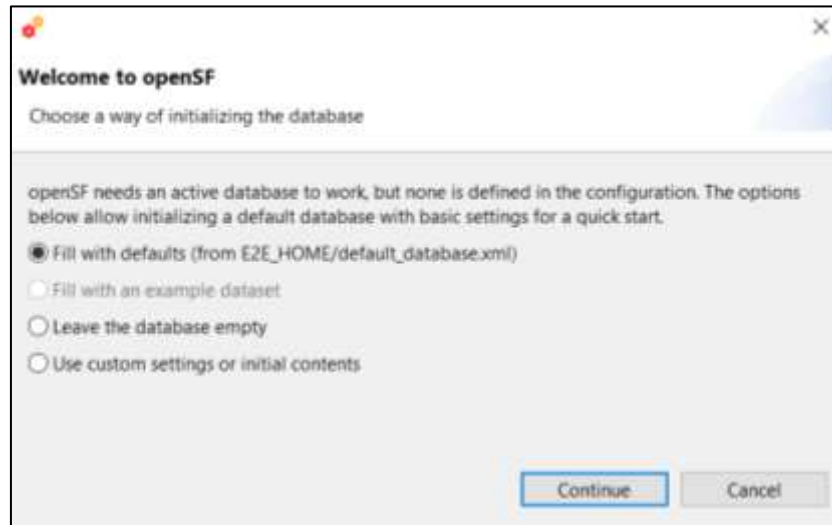 Welcome to openSF
Choose a way of initializing the database
openSF needs an active database to work, but none is defined in the configuration. The options
below allow initializing a default database with basic settings for a quick start.
Fill with defaults (from E2E_HOME/default_database.xml)
Fill with an example dataset
Leave the database empty
Use custom settings or initial contents
Continue Cancel